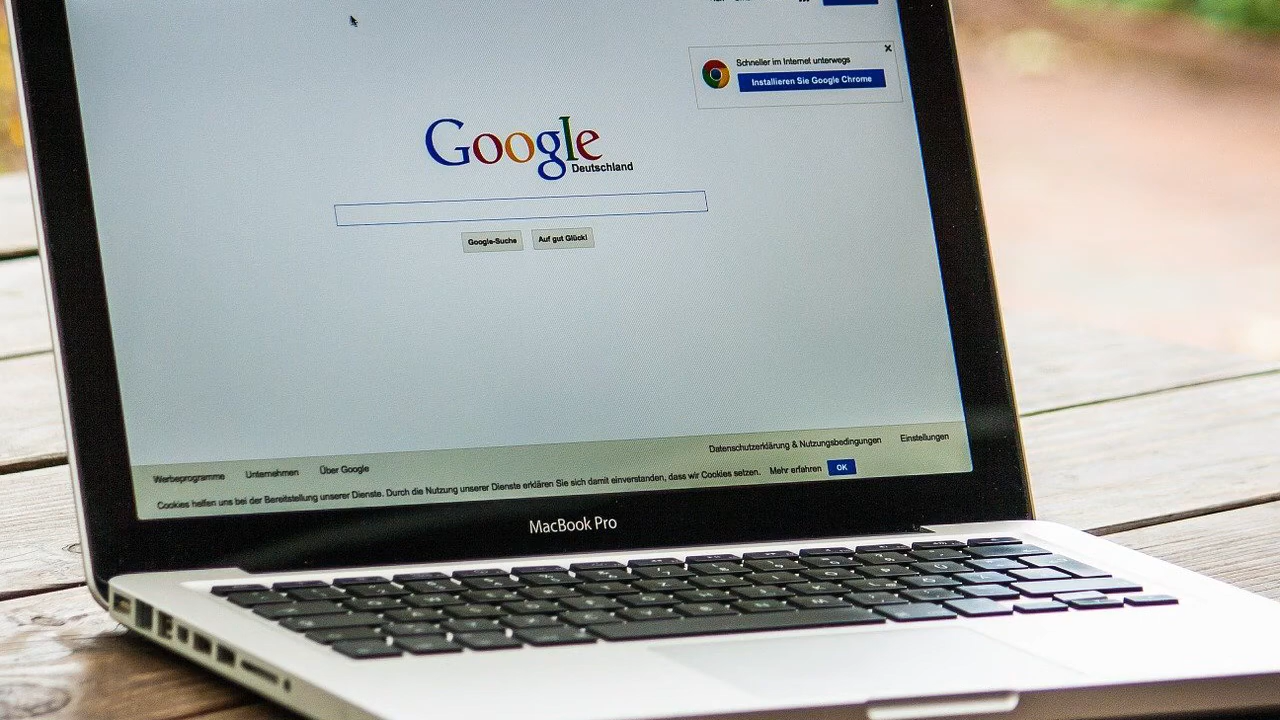 Schneller im Internet unterwegs
Installieren Sie Google Chrome
Google
Deutschland
Google-Suche
Auf gut Glück!
Datenschutzerklärung & Nutzungsbedingungen
Einstellungen
Werbeprogramme
Unternehmen
Über Google
Cookies helfen uns bei der Bereitstellung unserer Dienste. Durch die Nutzung unserer Dienste erklären Sie sich damit einverstanden, dass wir Cookies setzen.
Mehr erfahren
OK
MacBook Pro